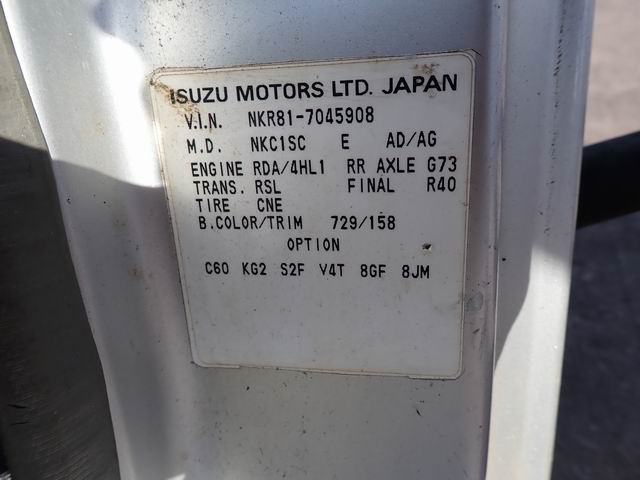 ISUZU MOTORS LTD. JAPAN
V.I.N. NKR81-7045908
M.D. NKC1SC E AD/AG
ENGINE RDA/4HL1 RR AXLE G73
TRANS. RSL FINAL R40
TIRE CNE
B.COLOR/TRIM 729/158
OPTION
C60 KG2 S2F V4T 8GF 8JM